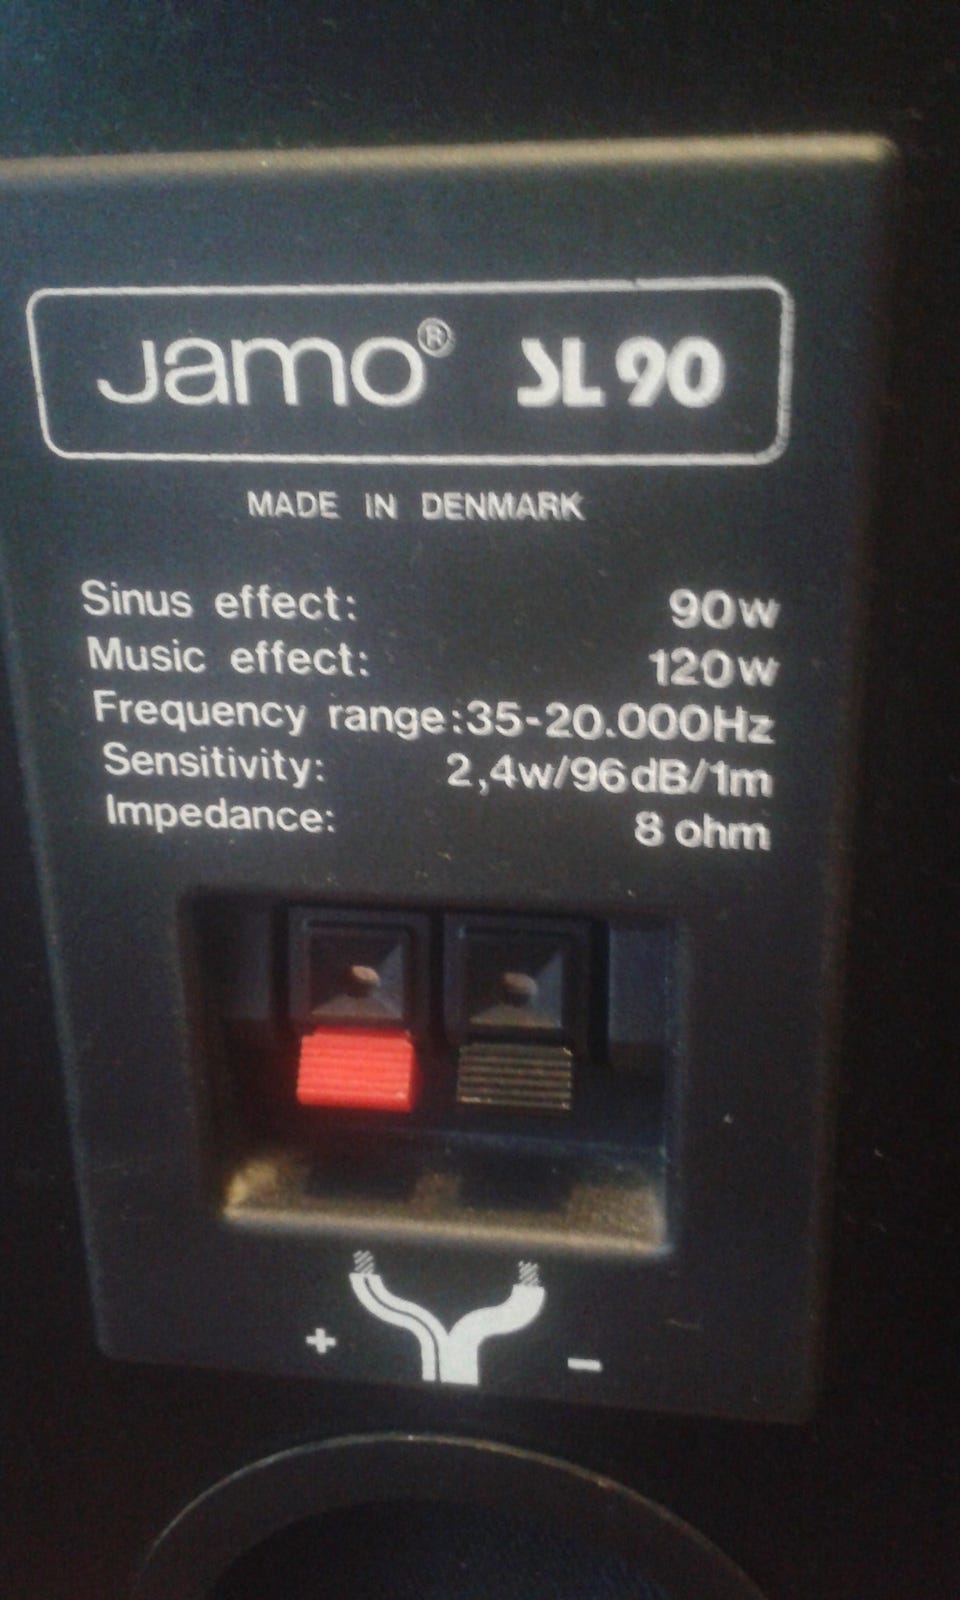 Jamo® SL 90
MADE IN DENMARK
Sinus effect: 90w
Music effect: 120w
Frequency range:35-20.000Hz
Sensitivity: 2,4w/96dB/1m
Impedance: 8 ohm
+ −